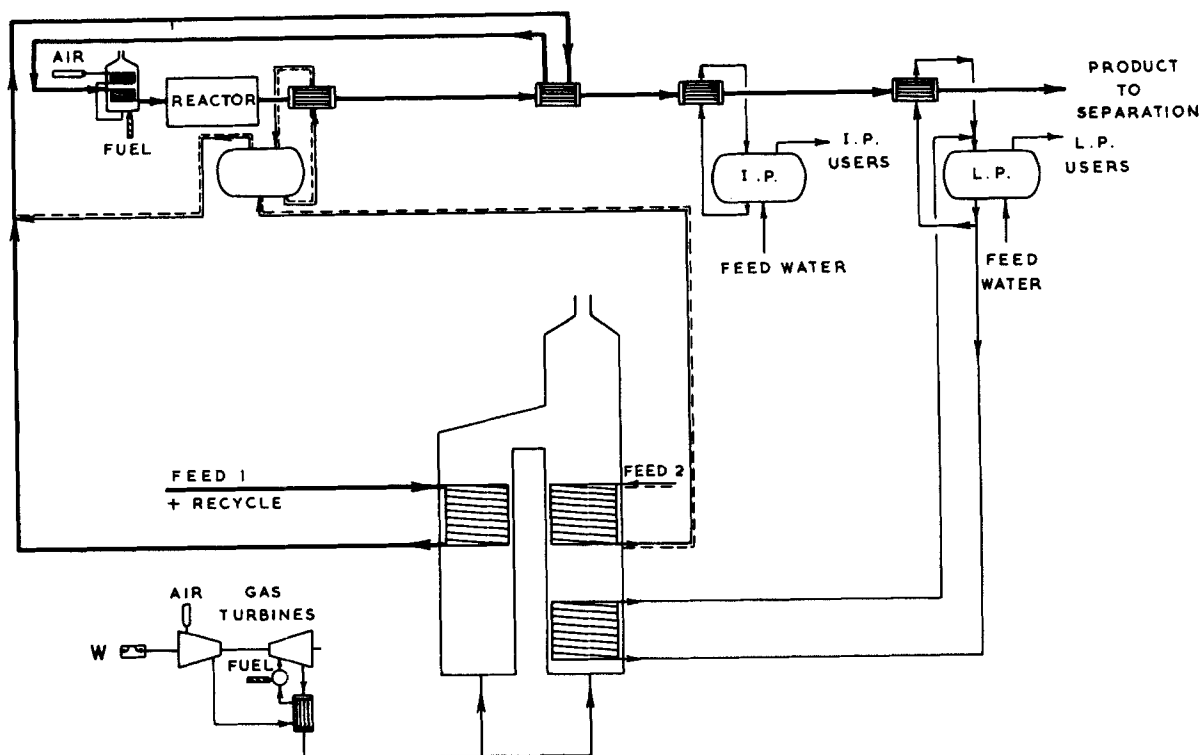 AIR
REACTOR
FUEL
I.P.
USERS
I.P.
FEED WATER
PRODUCT
TO
SEPARATION
L.P.
USERS
L.P.
FEED
WATER
FEED 1
+ RECYCLE
FEED 2
AIR
GAS
TURBINES
W
FUEL